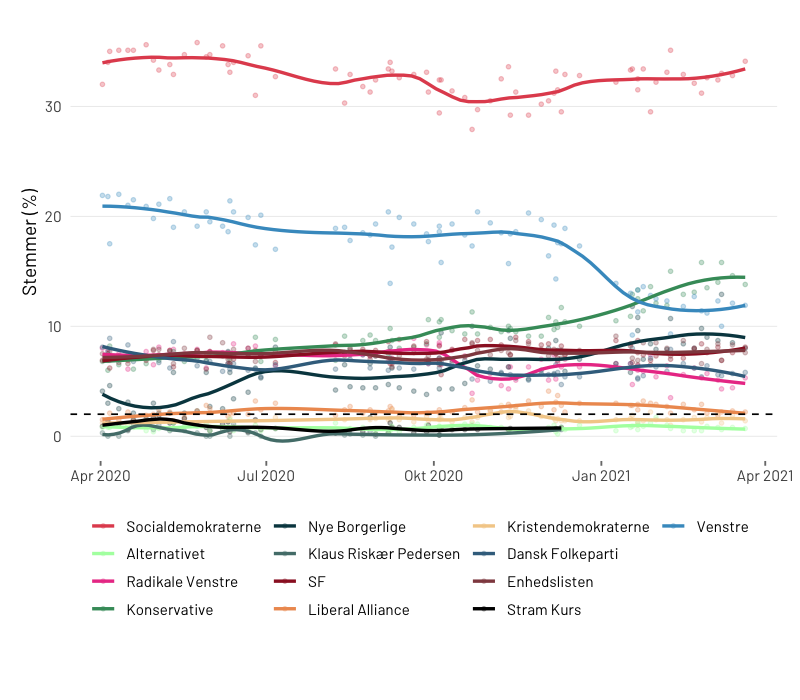 Stemmer (%)
30
20
10
0
Apr 2020 Jul 2020 Okt 2020 Jan 2021 Apr 2021
Socialdemokraterne Nye Borgerlige Kristendemokraterne Venstre
Alternativet Klaus Riskær Pedersen Dansk Folkeparti
Radikale Venstre SF Enhedslisten
Konservative Liberal Alliance Stram Kurs